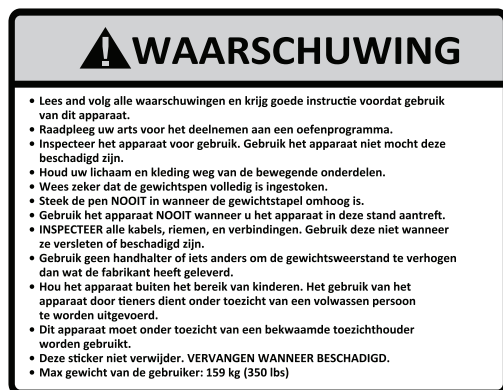 WAARSCHUWING
• Lees and volg alle waarschuwingen en krijg goede instructie voordat gebruik
van dit apparaat.
• Raadpleeg uw arts voor het deelnemen aan een oefenprogramma.
• Inspecteer het apparaat voor gebruik. Gebruik het apparaat niet mocht deze
beschadigd zijn.
• Houd uw lichaam en kleding weg van de bewegende onderdelen.
• Wees zeker dat de gewichtspen volledig is ingestoken.
• Steek de pen NOOIT in wanneer de gewichtstapel omhoog is.
• Gebruik het apparaat NOOIT wanneer u het apparaat in deze stand aantreft.
• INSPECTEER alle kabels, riemen, en verbindingen. Gebruik deze niet wanneer
ze versleten of beschadigd zijn.
• Gebruik geen handhalter of iets anders om de gewichtsweerstand te verhogen
dan wat de fabrikant heeft geleverd.
• Hou het apparaat buiten het bereik van kinderen. Het gebruik van het
apparaat door tieners dient onder toezicht van een volwassen persoon
te worden uitgevoerd.
• Dit apparaat moet onder toezicht van een bekwaamde toezichthouder
worden gebruikt.
• Deze sticker niet verwijder. VERVANGEN WANNEER BESCHADIGD.
• Max gewicht van de gebruiker: 159 kg (350 lbs)